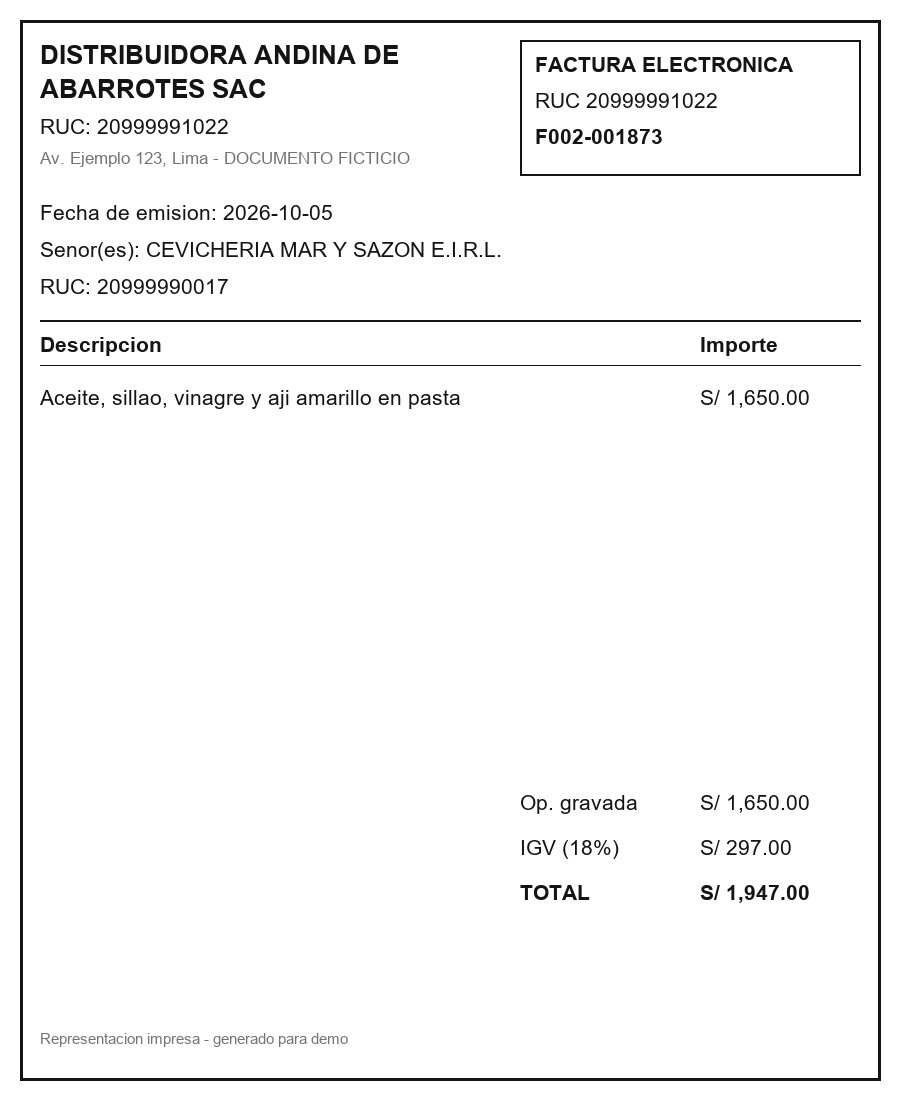 DISTRIBUIDORA ANDINA DE
ABARROTES SAC
RUC: 20999991022
Av. Ejemplo 123, Lima - DOCUMENTO FICTICIO
FACTURA ELECTRONICA
RUC 20999991022
F002-001873
Fecha de emision: 2026-10-05
Senor(es): CEVICHERIA MAR Y SAZON E.I.R.L.
RUC: 20999990017
Descripcion Importe
Aceite, sillao, vinagre y aji amarillo en pasta S/ 1,650.00
Op. gravada S/ 1,650.00
IGV (18%) S/ 297.00
TOTAL S/ 1,947.00
Representacion impresa - generado para demo